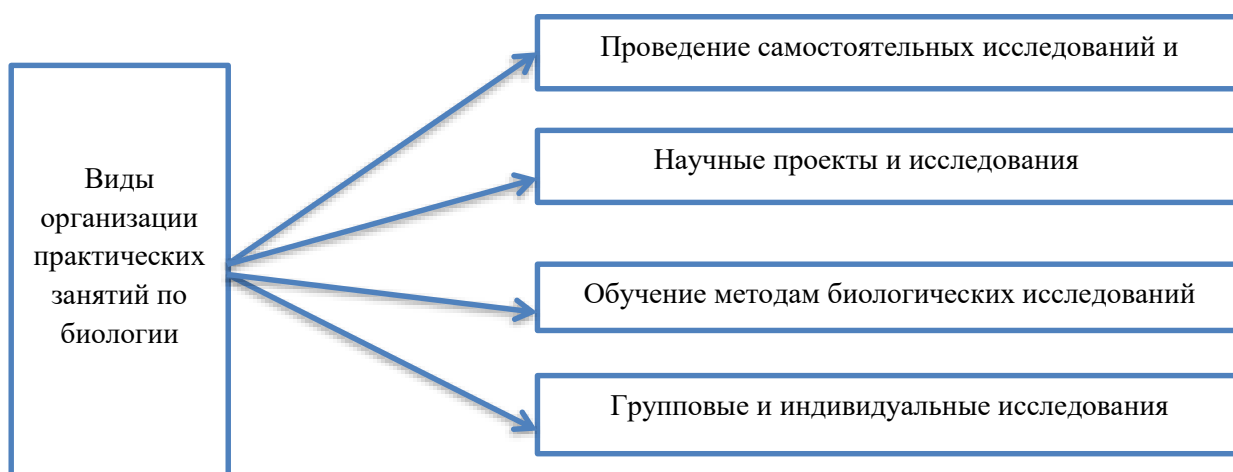 Виды
организации
практических
занятий по
биологии
Проведение самостоятельных исследований и
Научные проекты и исследования
Обучение методам биологических исследований
Групповые и индивидуальные исследования